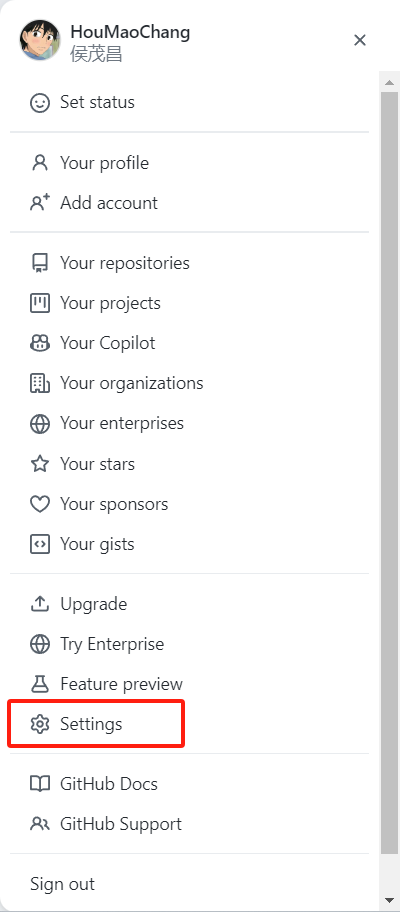 HouMaoChang
侯茂昌
Set status
Your profile
Add account
Your repositories
Your projects
Your Copilot
Your organizations
Your enterprises
Your stars
Your sponsors
Your gists
Upgrade
Try Enterprise
Feature preview
Settings
GitHub Docs
GitHub Support
Sign out